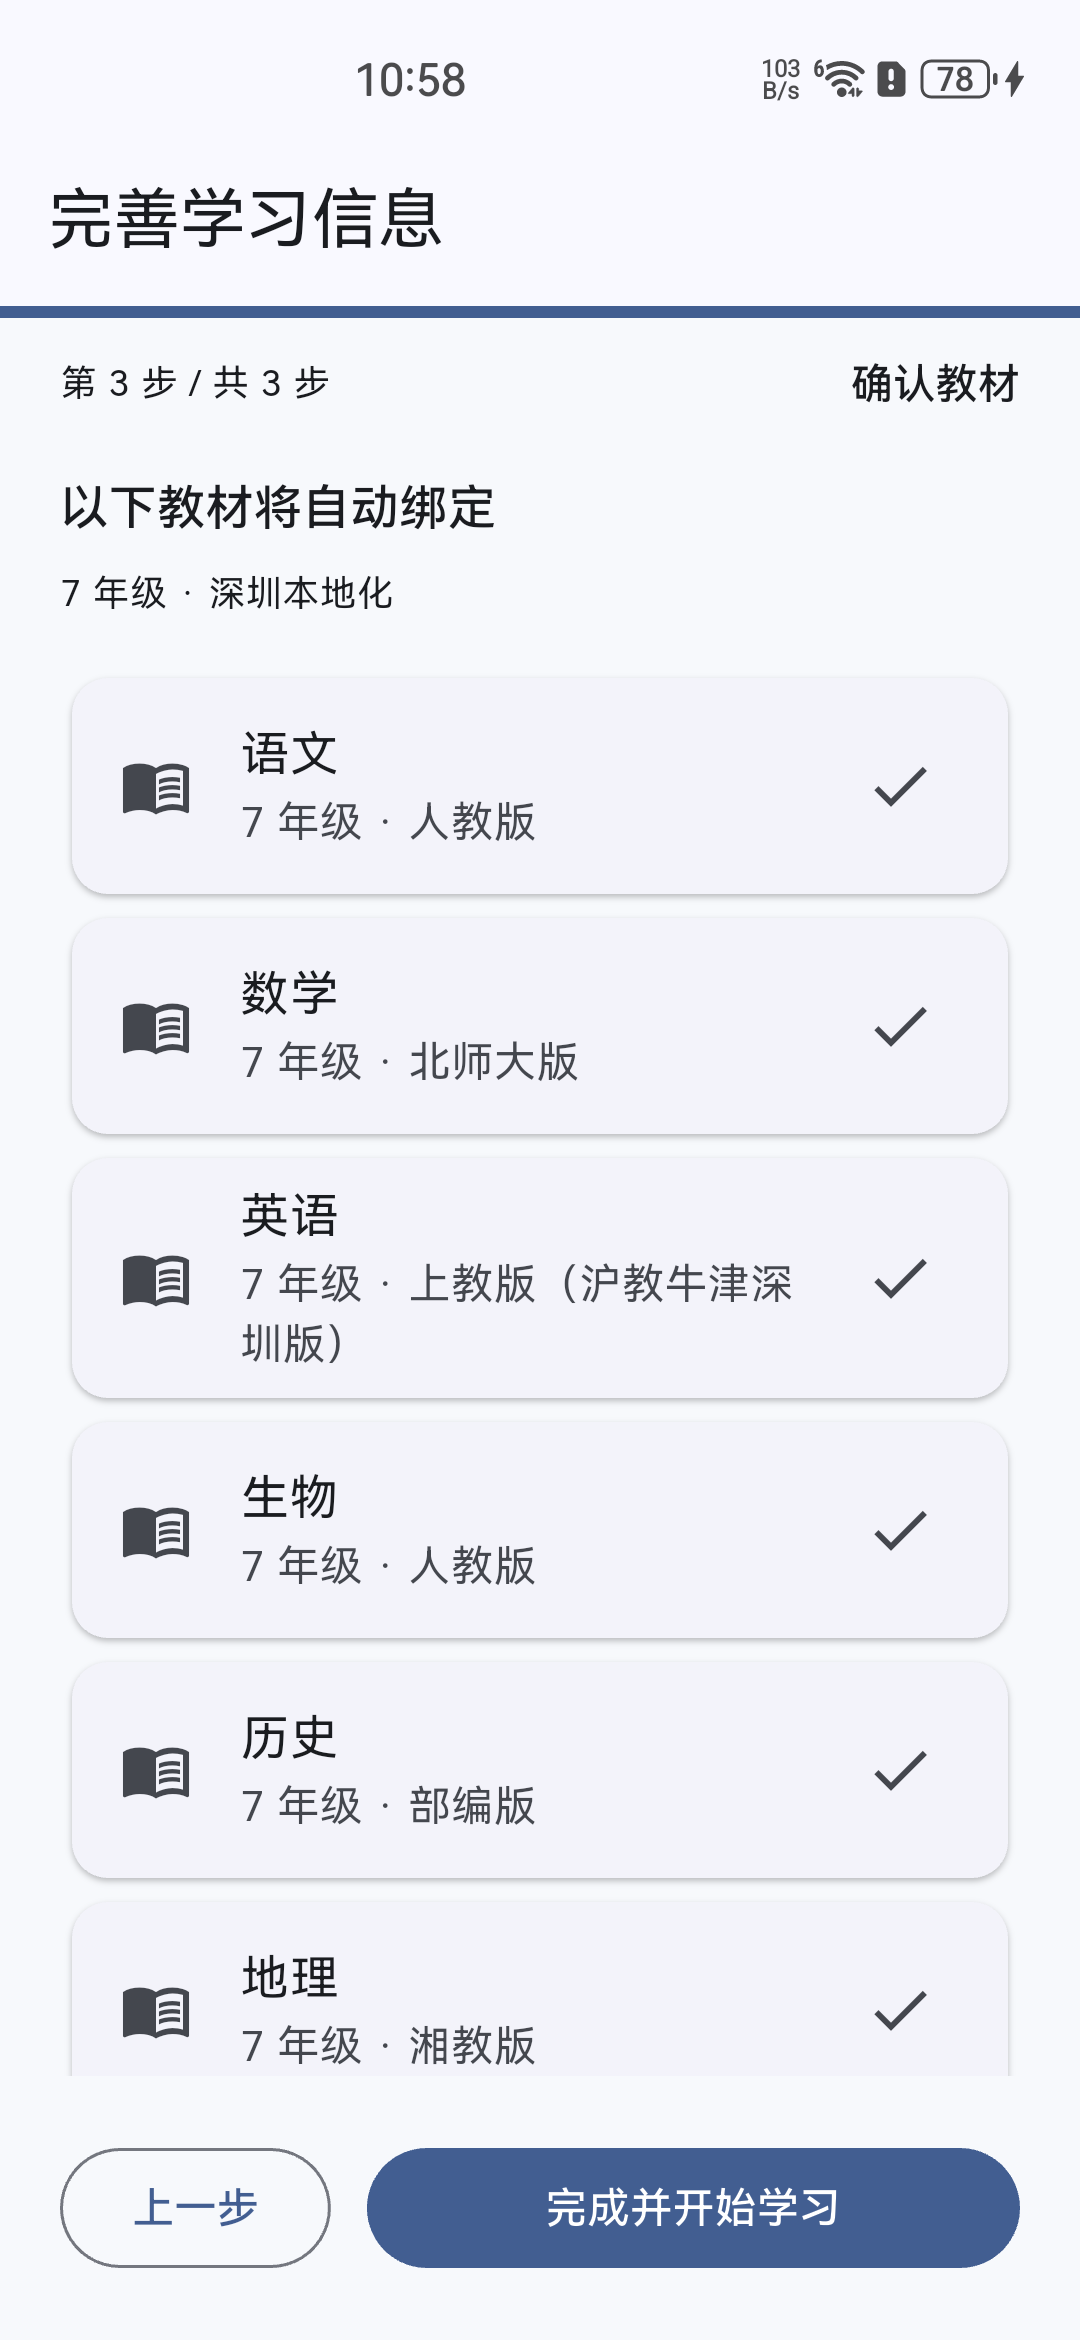 10:58
103
B/s
6
78
完善学习信息
第 3 步 / 共 3 步
确认教材
以下教材将自动绑定
7 年级 · 深圳本地化
语文
7 年级 · 人教版
数学
7 年级 · 北师大版
英语
7 年级 · 上教版（沪教牛津深
圳版）
生物
7 年级 · 人教版
历史
7 年级 · 部编版
地理
7 年级 · 湘教版
上一步
完成并开始学习